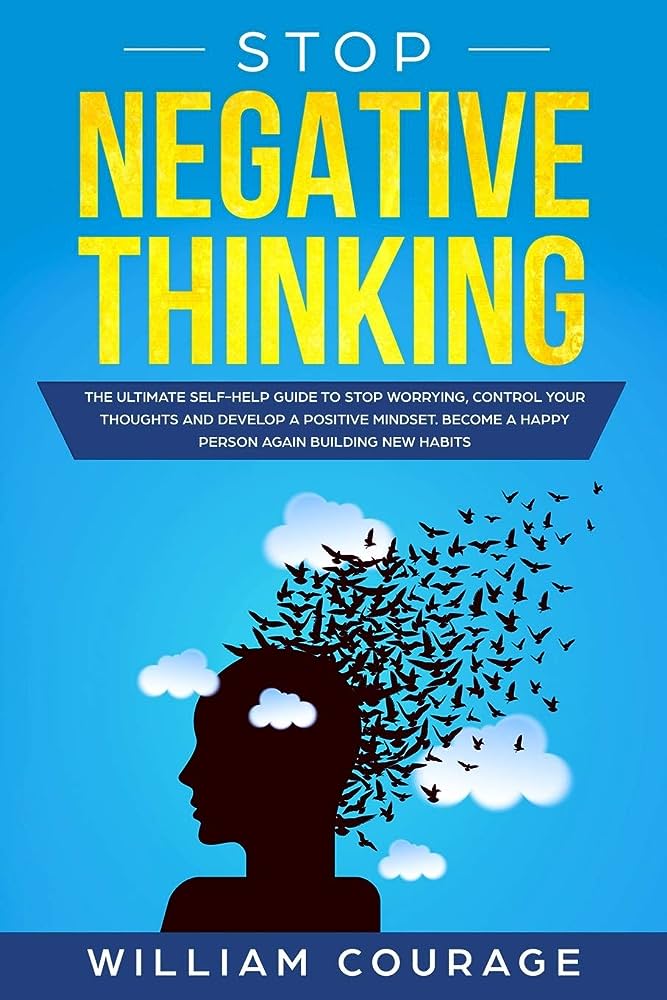 STOP
NEGATIVE
THINKING
THE ULTIMATE SELF-HELP GUIDE TO STOP WORRYING, CONTROL YOUR
THOUGHTS AND DEVELOP A POSITIVE MINDSET. BECOME A HAPPY
PERSON AGAIN BUILDING NEW HABITS
WILLIAM COURAGE